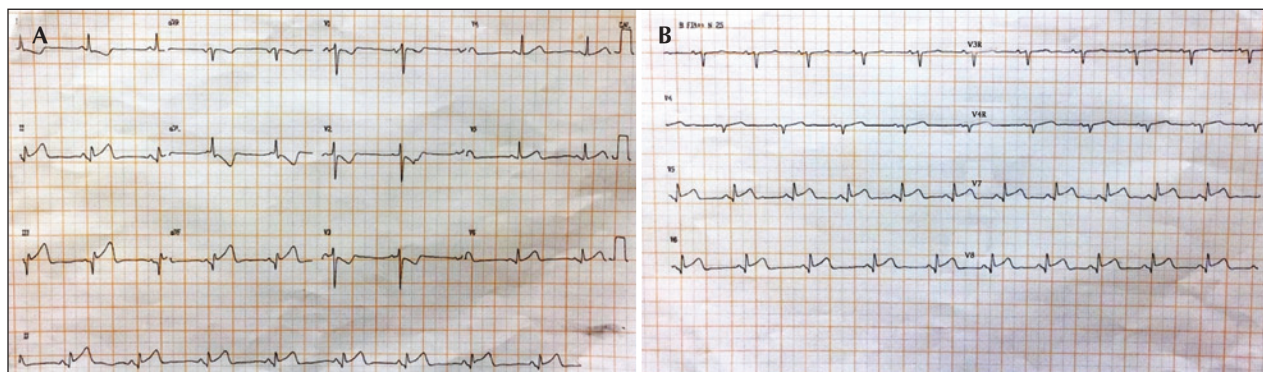 A
I aVR V1 V4 CAL
II aVL V2 V5
III aVF V3 V6
II
B
V3R
V4
V4R
V5
V7
V6
V8